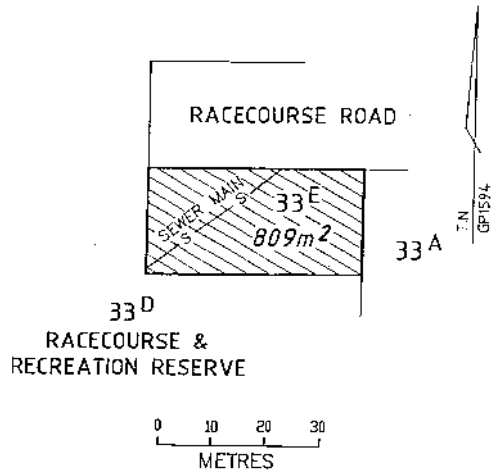 RACECOURSE ROAD
SEWER MAIN
S S
33E
809m²
33A
T.N
GP1594
33D
RACECOURSE &
RECREATION RESERVE
0 10 20 30
METRES